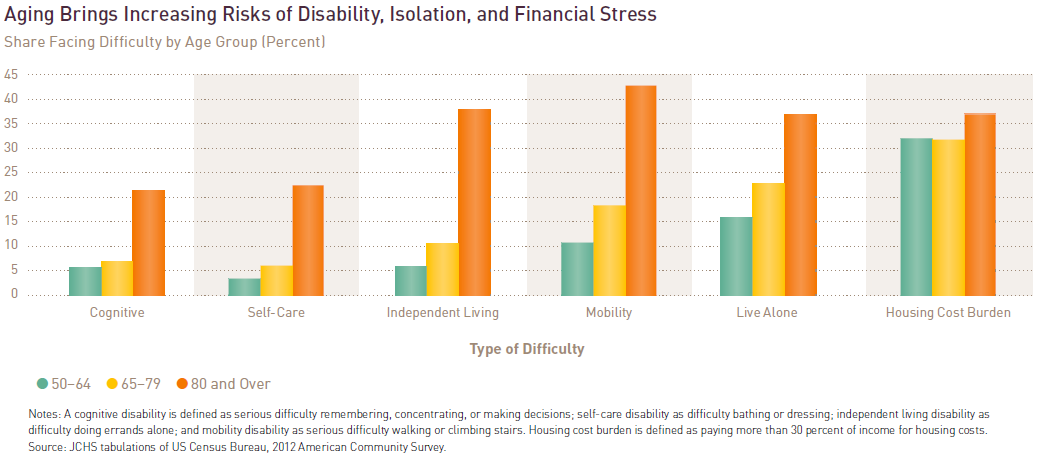 Aging Brings Increasing Risks of Disability, Isolation, and Financial Stress
Share Facing Difficulty by Age Group (Percent)
45
40
35
30
25
20
15
10
5
0
Cognitive Self-Care Independent Living Mobility Live Alone Housing Cost Burden
Type of Difficulty
50–64 65–79 80 and Over
Notes: A cognitive disability is defined as serious difficulty remembering, concentrating, or making decisions; self-care disability as difficulty bathing or dressing; independent living disability as
difficulty doing errands alone; and mobility disability as serious difficulty walking or climbing stairs. Housing cost burden is defined as paying more than 30 percent of income for housing costs.
Source: JCHS tabulations of US Census Bureau, 2012 American Community Survey.